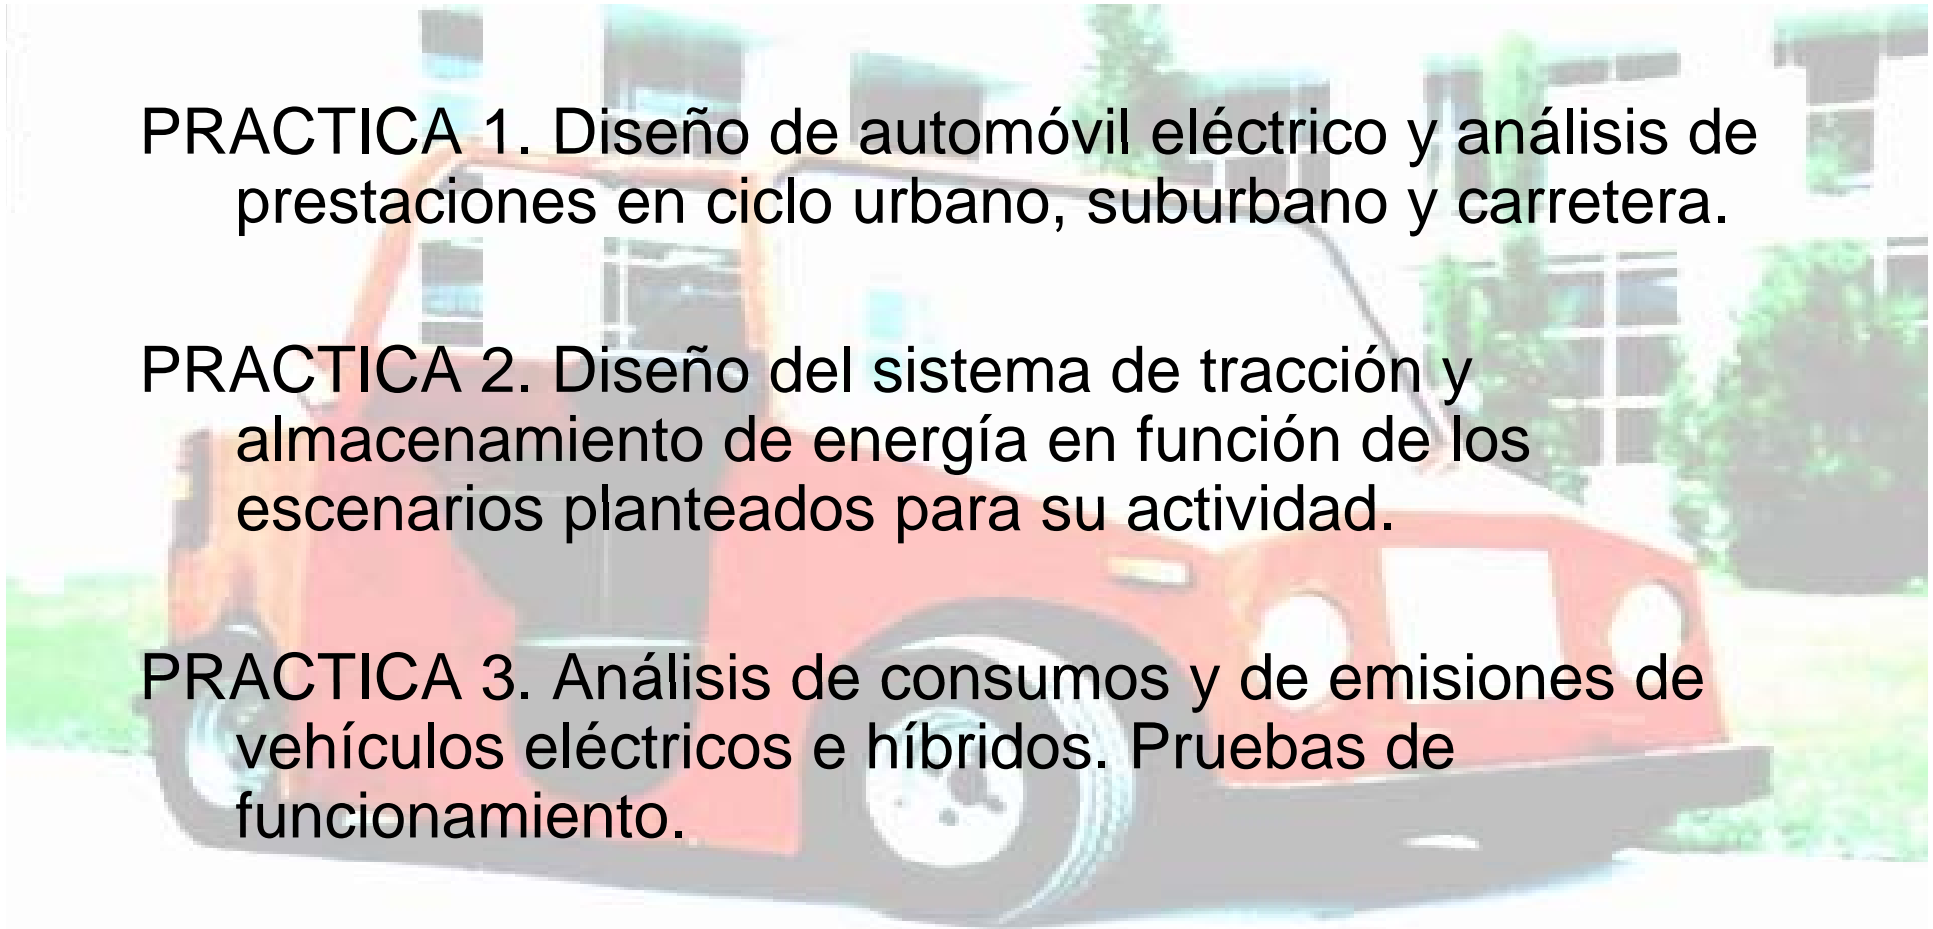 PRACTICA 1. Diseño de automóvil eléctrico y análisis de
prestaciones en ciclo urbano, suburbano y carretera.
PRACTICA 2. Diseño del sistema de tracción y
almacenamiento de energía en función de los
escenarios planteados para su actividad.
PRACTICA 3. Análisis de consumos y de emisiones de
vehículos eléctricos e híbridos. Pruebas de
funcionamiento.